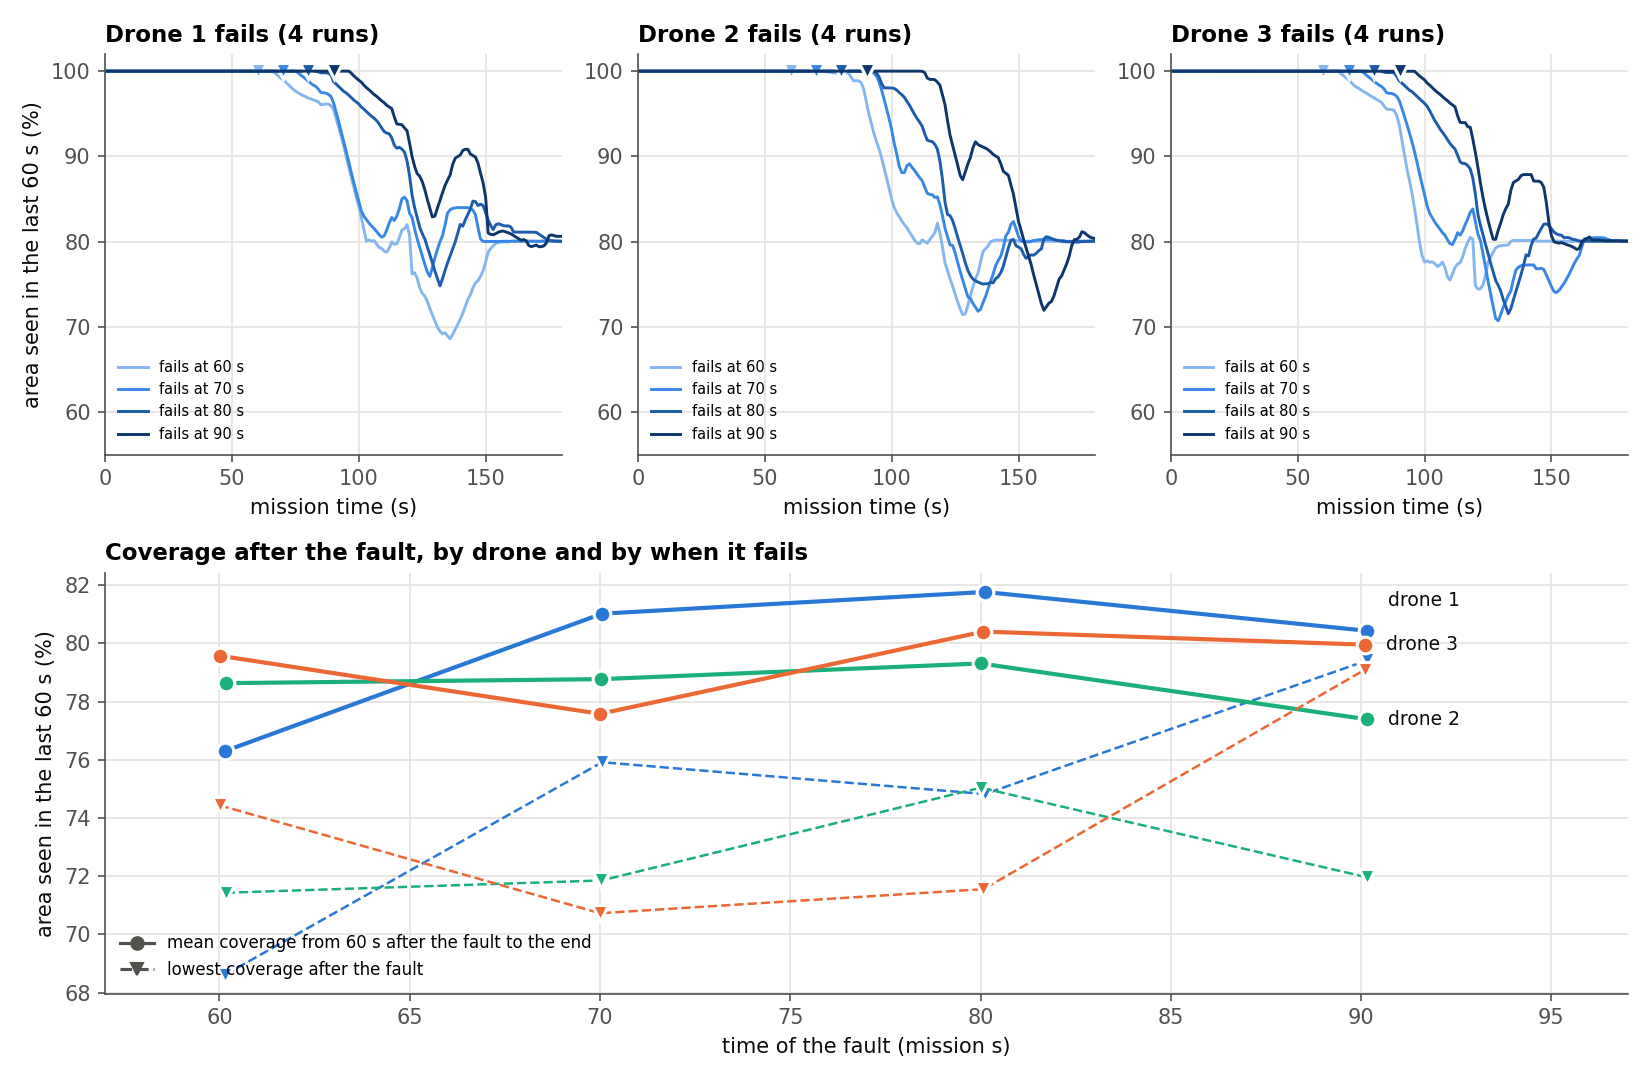 Drone 1 fails (4 runs)
Drone 2 fails (4 runs)
Drone 3 fails (4 runs)
area seen in the last 60 s (%)
100
90
80
70
60
fails at 60 s
fails at 70 s
fails at 80 s
fails at 90 s
0 50 100 150
mission time (s)
100
90
80
70
60
fails at 60 s
fails at 70 s
fails at 80 s
fails at 90 s
0 50 100 150
mission time (s)
100
90
80
70
60
fails at 60 s
fails at 70 s
fails at 80 s
fails at 90 s
0 50 100 150
mission time (s)
Coverage after the fault, by drone and by when it fails
area seen in the last 60 s (%)
82
80
78
76
74
72
70
68
drone 1
drone 3
drone 2
mean coverage from 60 s after the fault to the end
lowest coverage after the fault
60 65 70 75 80 85 90 95
time of the fault (mission s)